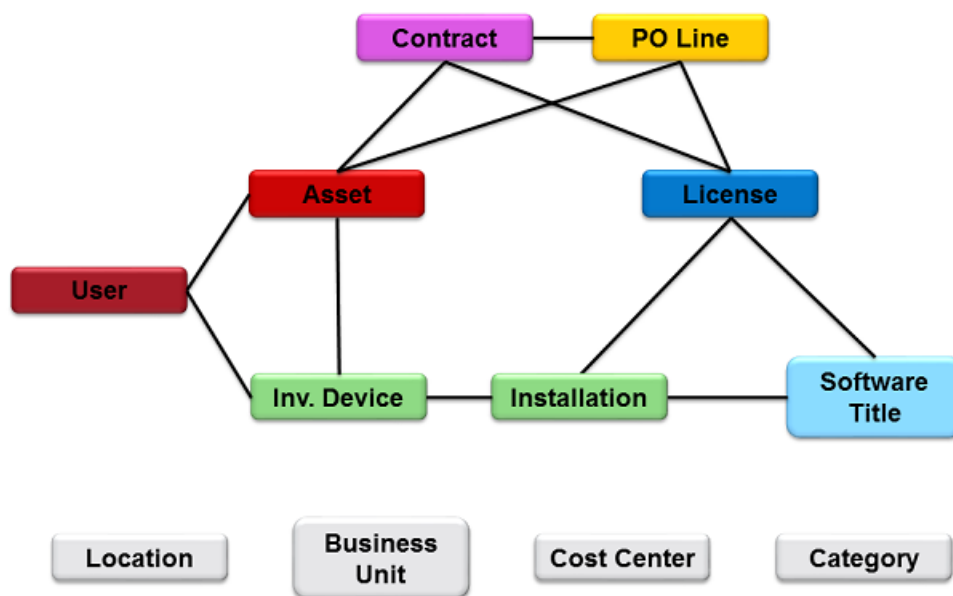 Contract
PO Line
Asset
License
User
Inv. Device
Installation
Software
Title
Location
Business
Unit
Cost Center
Category